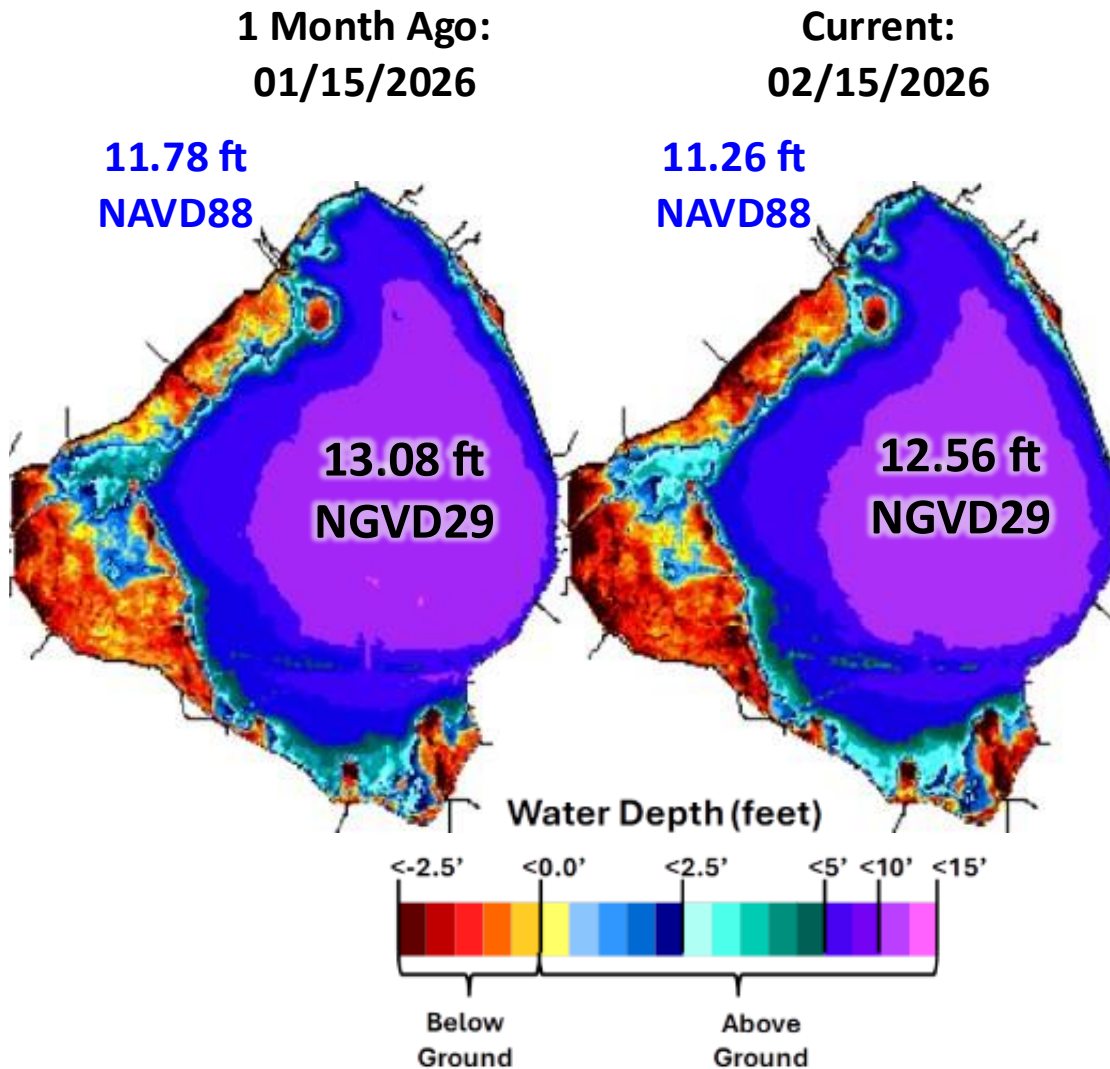 1 Month Ago:
01/15/2026
Current:
02/15/2026
11.78 ft
NAVD88
11.26 ft
NAVD88
13.08 ft
NGVD29
12.56 ft
NGVD29
Water Depth (feet)
<-2.5’ <0.0’ <2.5’ <5’ <10’ <15’
Below
Ground
Above
Ground